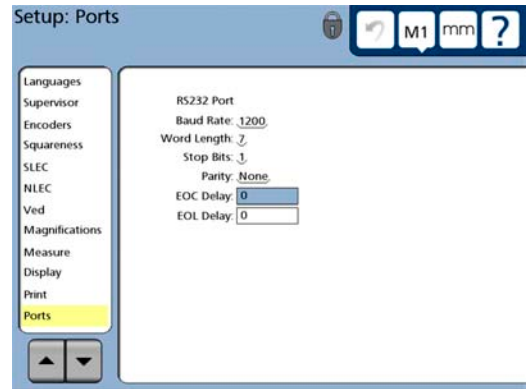 Setup: Ports
M1 mm ?
Languages
Supervisor
Encoders
Squareness
SLEC
NLEC
Ved
Magnifications
Measure
Display
Print
Ports
RS232 Port
Baud Rate: 1200
Word Length: 7
Stop Bits: 1
Parity: None
EOC Delay: 0
EOL Delay: 0